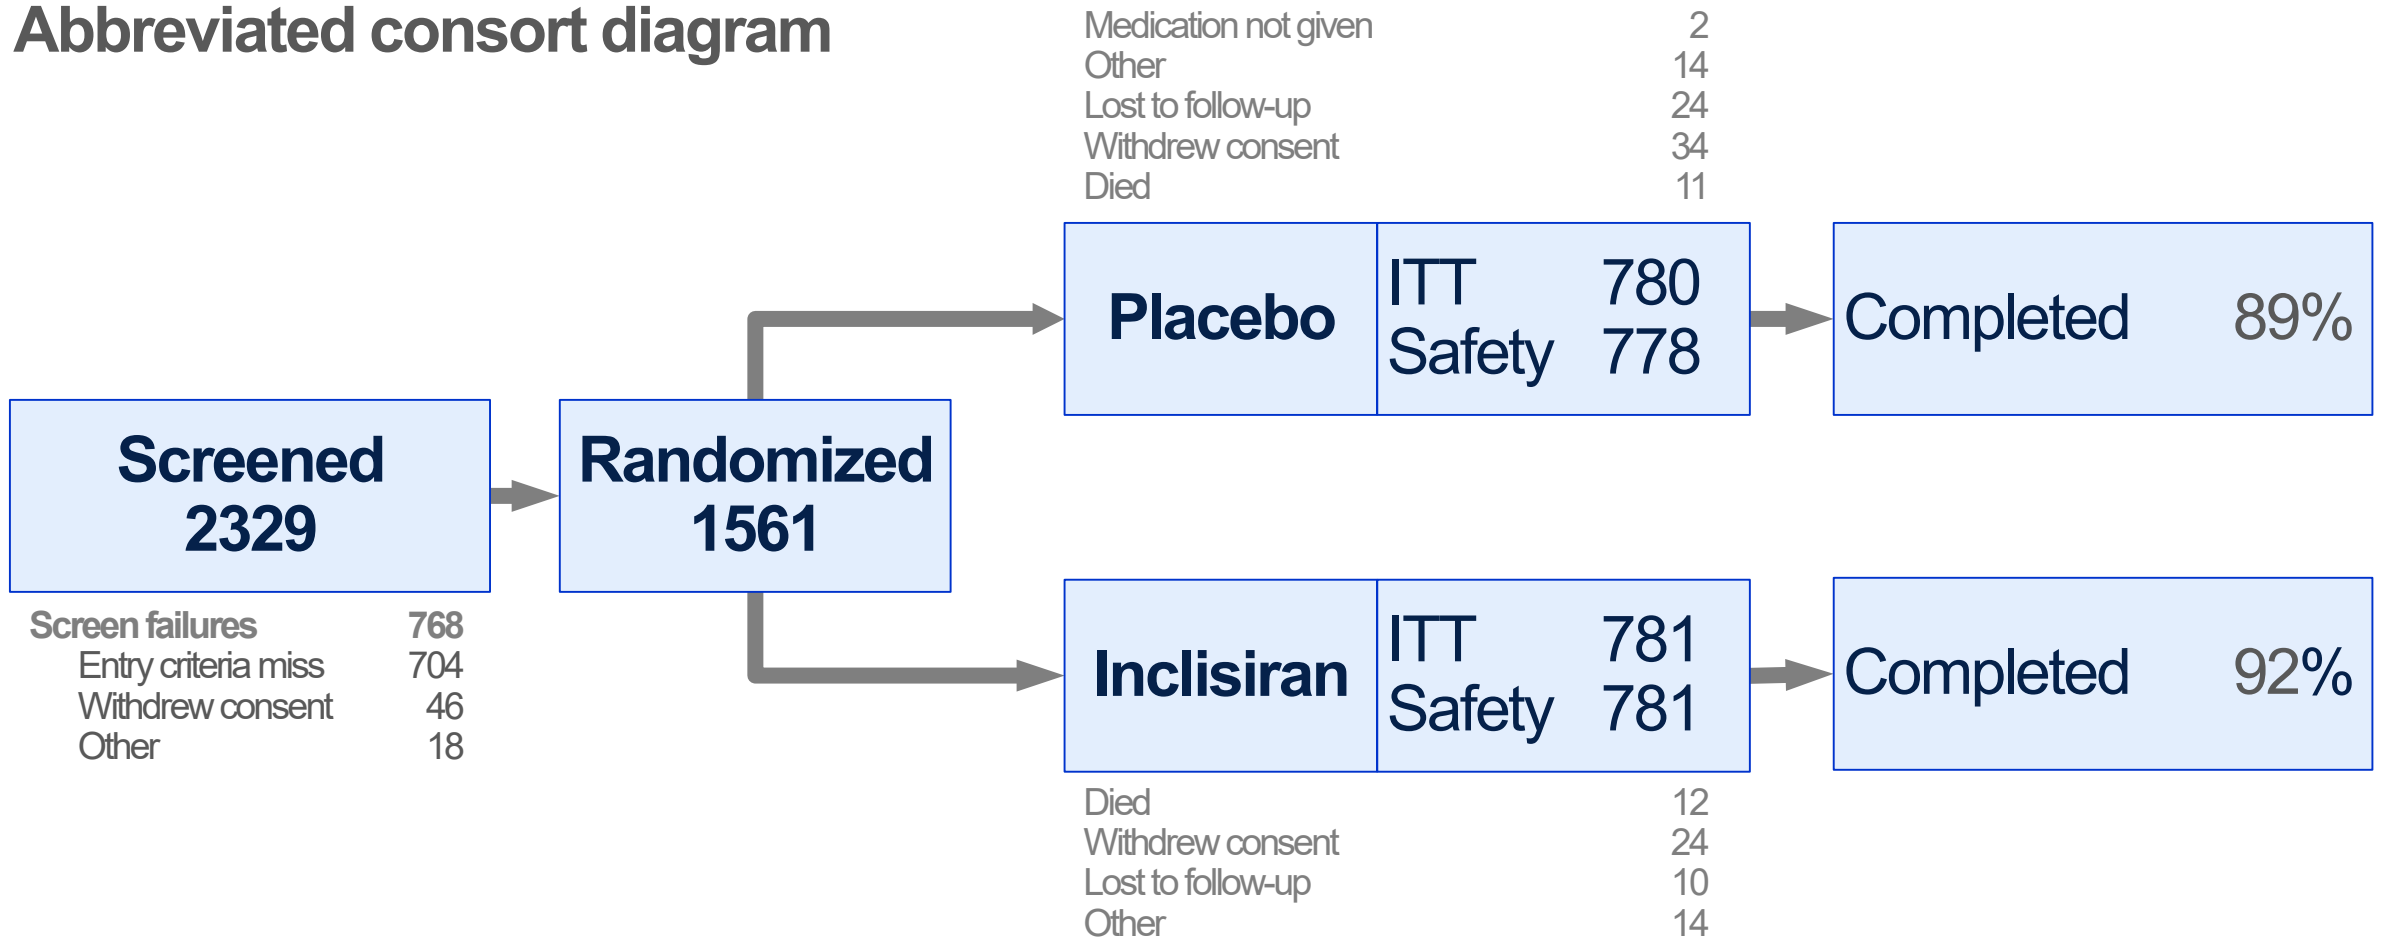 Abbreviated consort diagram
Medication not given 2
Other 14
Lost to follow-up 24
Withdrew consent 34
Died 11
Placebo
ITT 780
Safety 778
Completed 89%
Screened
2329
Randomized
1561
Screen failures 768
Entry criteria miss 704
Withdrew consent 46
Other 18
Inclisiran
ITT 781
Safety 781
Completed 92%
Died 12
Withdrew consent 24
Lost to follow-up 10
Other 14